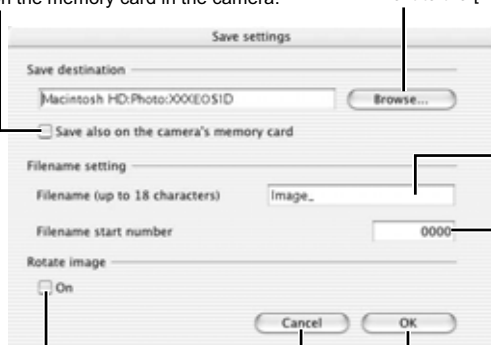 the memory card in the camera.
Save settings
Save destination
Macintosh HD:Photo:XXXEOS1D
Browse...
Save also on the camera's memory card
Filename setting
Filename (up to 18 characters)
Image_
Filename start number
0000
Rotate image
On
Cancel
OK